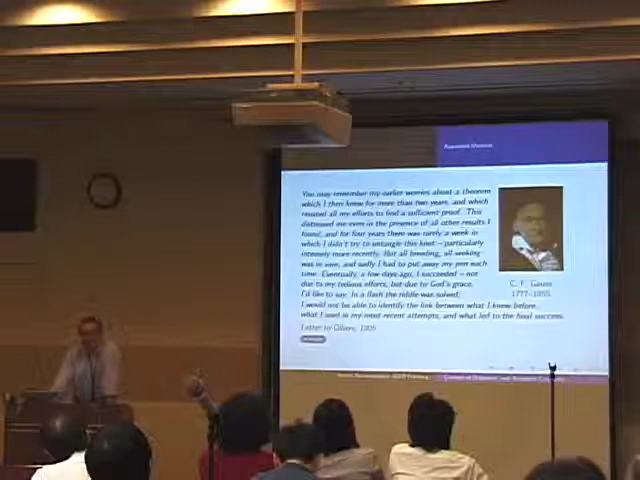 You may remember my earlier worries about a theorem
which I then knew for more than two years, and which
resisted all my efforts to find a sufficient proof. This
distressed me even in the presence of all other results I
found, and for four years there was rarely a week in
which I didn't try to untangle this knot – particularly
intensely more recently. But all brooding, all seeking
was in vain, and sadly I had to put away my pen each
time. Eventually, a few days ago, I succeeded – not
due to my tedious efforts, but due to God's grace,
I'd like to say. In a flash the riddle was solved;
I would not be able to identify the link between what I knew before,
what I used in my most recent attempts, and what led to the final success.
C. F. Gauss
1777–1855
Letter to Olbers, 1805